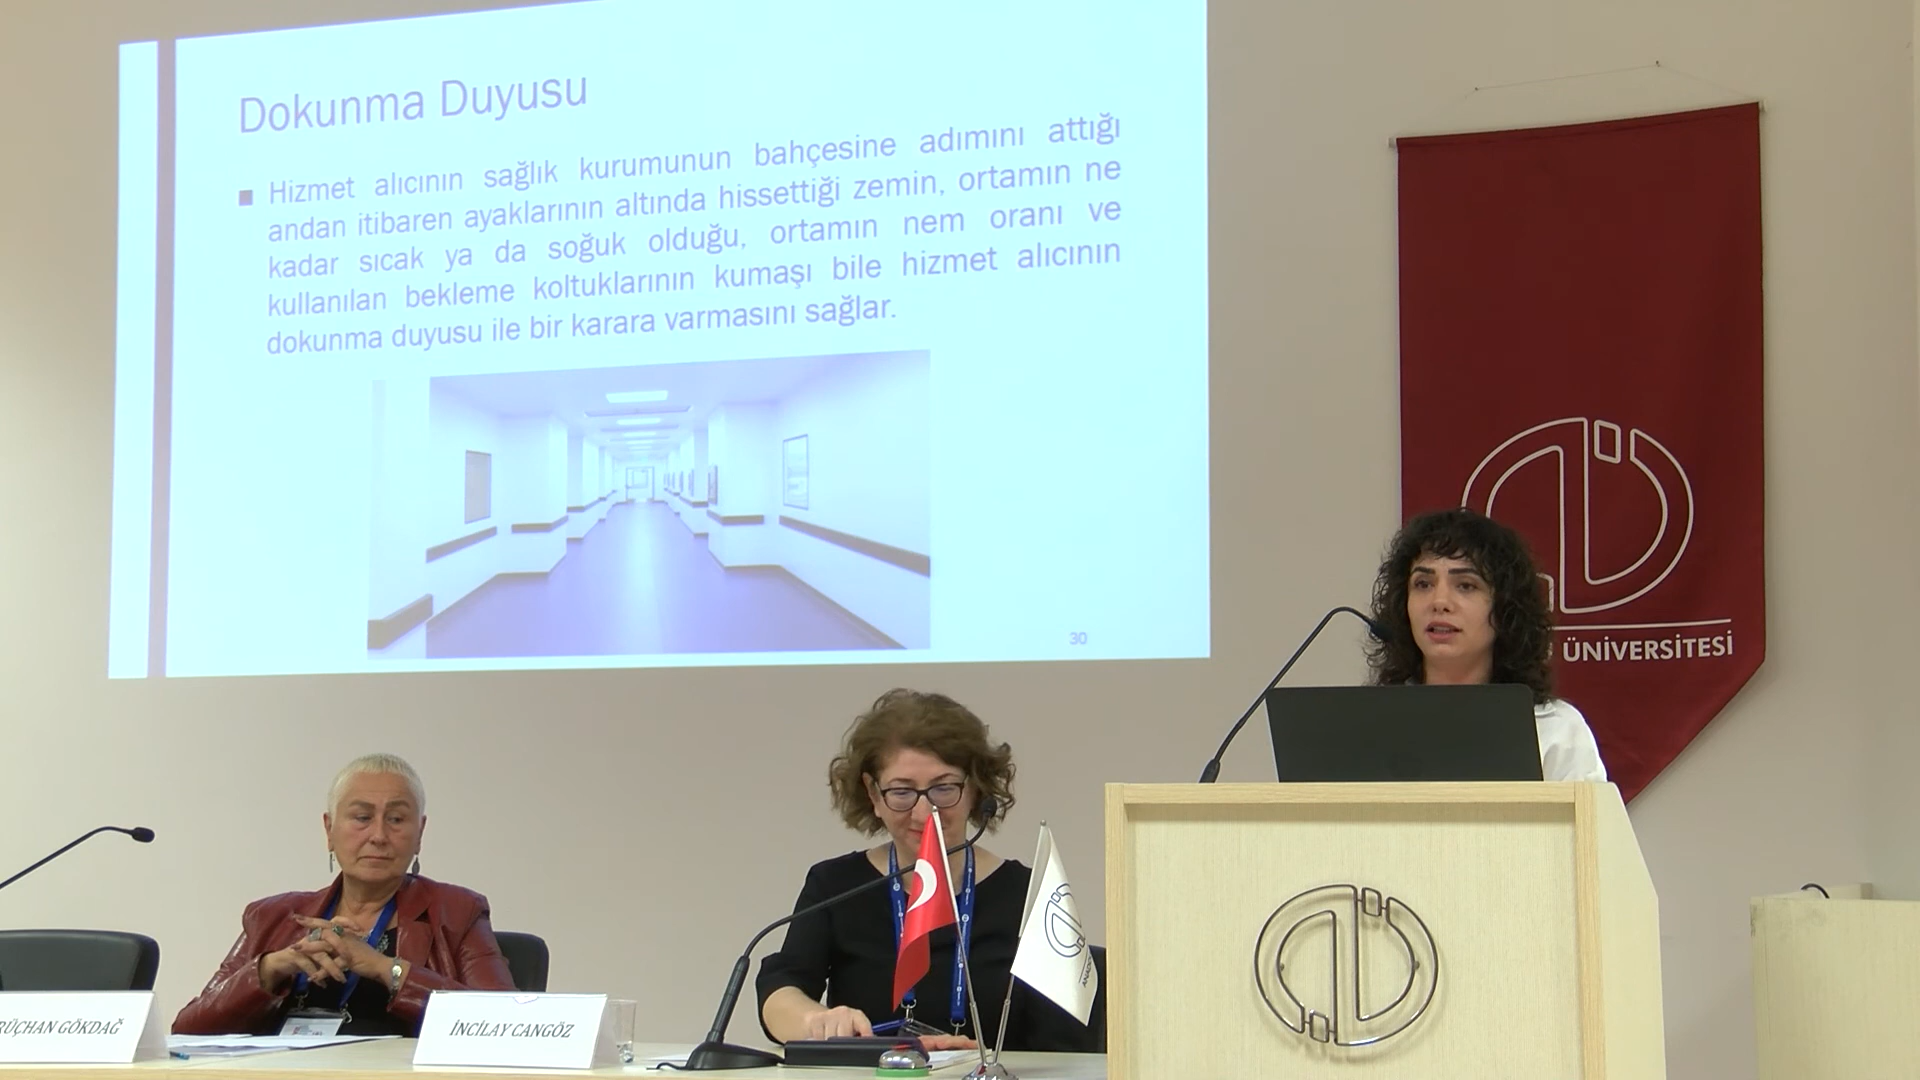 Dokunma Duyusu
Hizmet alıcının sağlık kurumunun bahçesine adımını attığı
andan itibaren ayaklarının altında hissettiği zemin, ortamın ne
kadar sıcak ya da soğuk olduğu, ortamın nem oranı ve
kullanılan bekleme koltuklarının kumaşı bile hizmet alıcının
dokunma duyusu ile bir karara varmasını sağlar.
30
ÜNİVERSİTESİ
RÜÇHAN GÖKDAĞ
İNCİLAY CANGÖZ